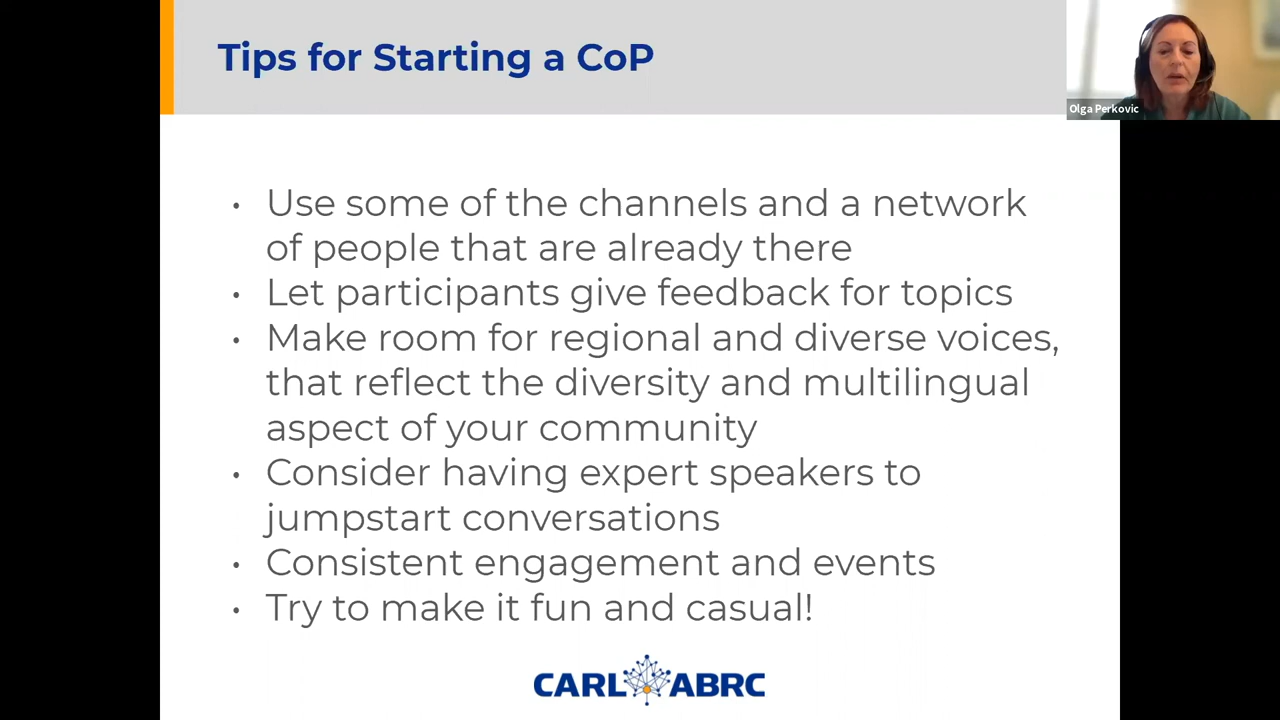 Tips for Starting a CoP
Olga Perkovic
• Use some of the channels and a network
of people that are already there
• Let participants give feedback for topics
• Make room for regional and diverse voices,
that reflect the diversity and multilingual
aspect of your community
• Consider having expert speakers to
jumpstart conversations
• Consistent engagement and events
• Try to make it fun and casual!
CARL ABRC